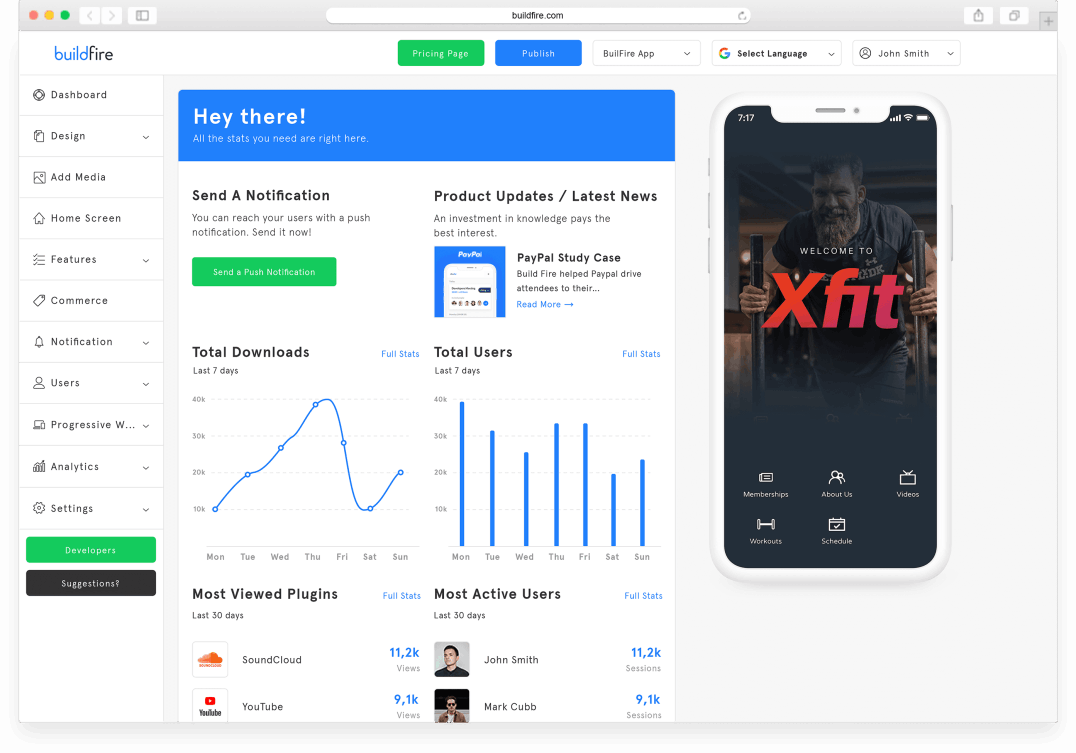 buildfire.com
buildfire
Pricing Page
Publish
BuilFire App
Select Language
John Smith
Dashboard
Design
Add Media
Home Screen
Features
Commerce
Notification
Users
Progressive W...
Analytics
Settings
Developers
Suggestions?
Hey there!
All the stats you need are right here.
Send A Notification
You can reach your users with a push
notification. Send it now!
Send a Push Notification
Product Updates / Latest News
An investment in knowledge pays the
best interest.
PayPal
PayPal Study Case
Build Fire helped Paypal drive
attendees to their...
Read More →
Total Downloads
Full Stats
Last 7 days
40k
30k
20k
10k
Mon Tue Wed Thu Fri Sat Sun
Total Users
Full Stats
Last 7 days
40k
30k
20k
10k
Mon Tue Wed Thu Fri Sat Sun
Most Viewed Plugins
Full Stats
Last 30 days
SOUNDCLOUD
SoundCloud
11,2k
Views
YouTube
YouTube
9,1k
Views
Most Active Users
Full Stats
Last 30 days
John Smith
11,2k
Sessions
Mark Cubb
9,1k
Sessions
7:17
WELCOME TO
Xfit
Memberships
About Us
Videos
Workouts
Schedule